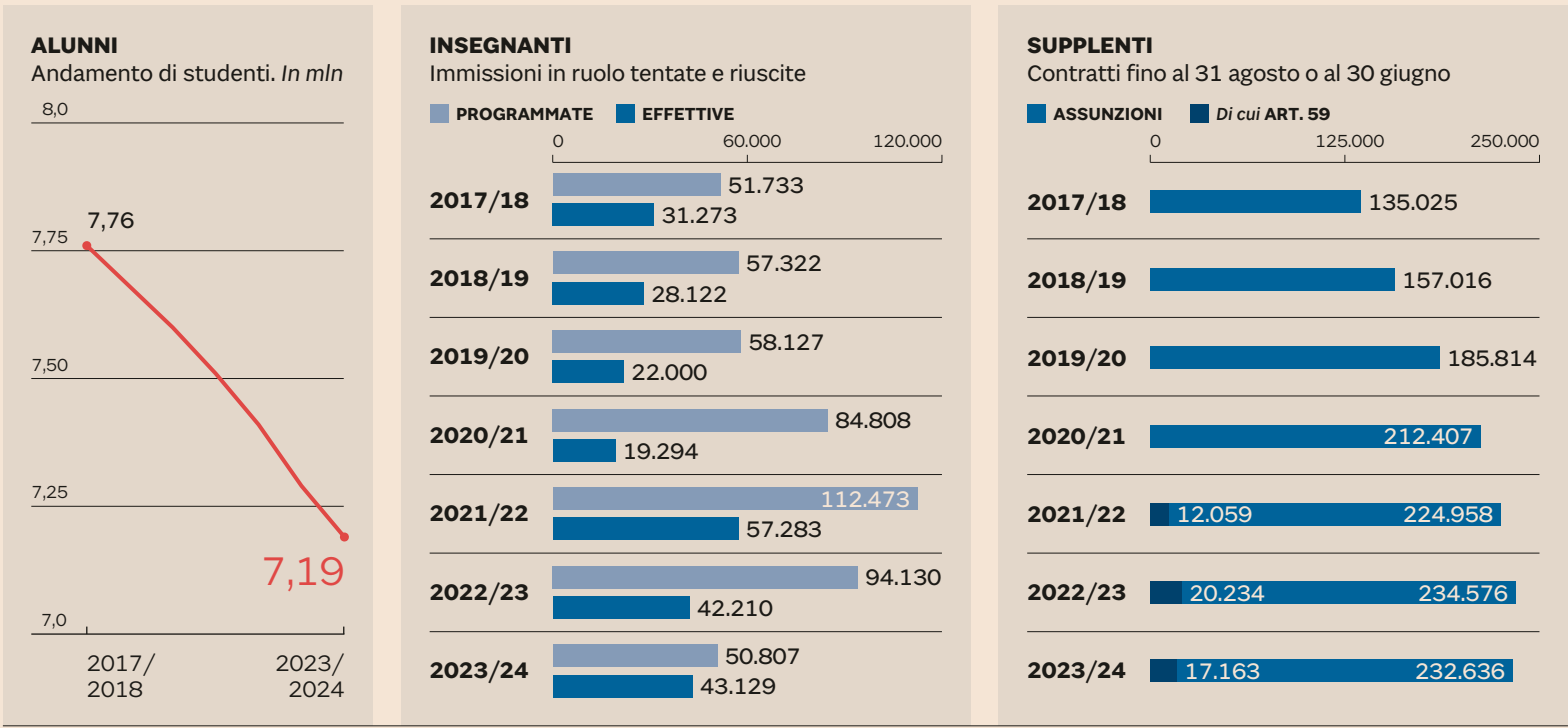 ALUNNI
Andamento di studenti. In mln
8,0
7,76
7,75
7,50
7,25
7,19
7,0
2017/
2018
2023/
2024
INSEGNANTI
Immissioni in ruolo tentate e riuscite
PROGRAMMATE EFFETTIVE
0 60.000 120.000
2017/18
51.733
31.273
2018/19
57.322
28.122
2019/20
58.127
22.000
2020/21
84.808
19.294
2021/22
112.473
57.283
2022/23
94.130
42.210
2023/24
50.807
43.129
SUPPLENTI
Contratti fino al 31 agosto o al 30 giugno
ASSUNZIONI Di cui ART. 59
0 125.000 250.000
2017/18 135.025
2018/19 157.016
2019/20 185.814
2020/21 212.407
2021/22 12.059 224.958
2022/23 20.234 234.576
2023/24 17.163 232.636